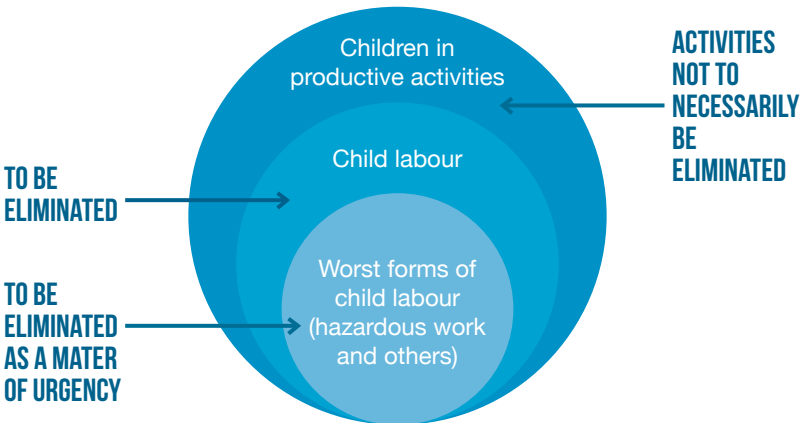 Children in
productive activities
ACTIVITIES
NOT TO
NECESSARILY
BE
ELIMINATED
Child labour
TO BE
ELIMINATED
Worst forms of
child labour
(hazardous work
and others)
TO BE
ELIMINATED
AS A MATER
OF URGENCY